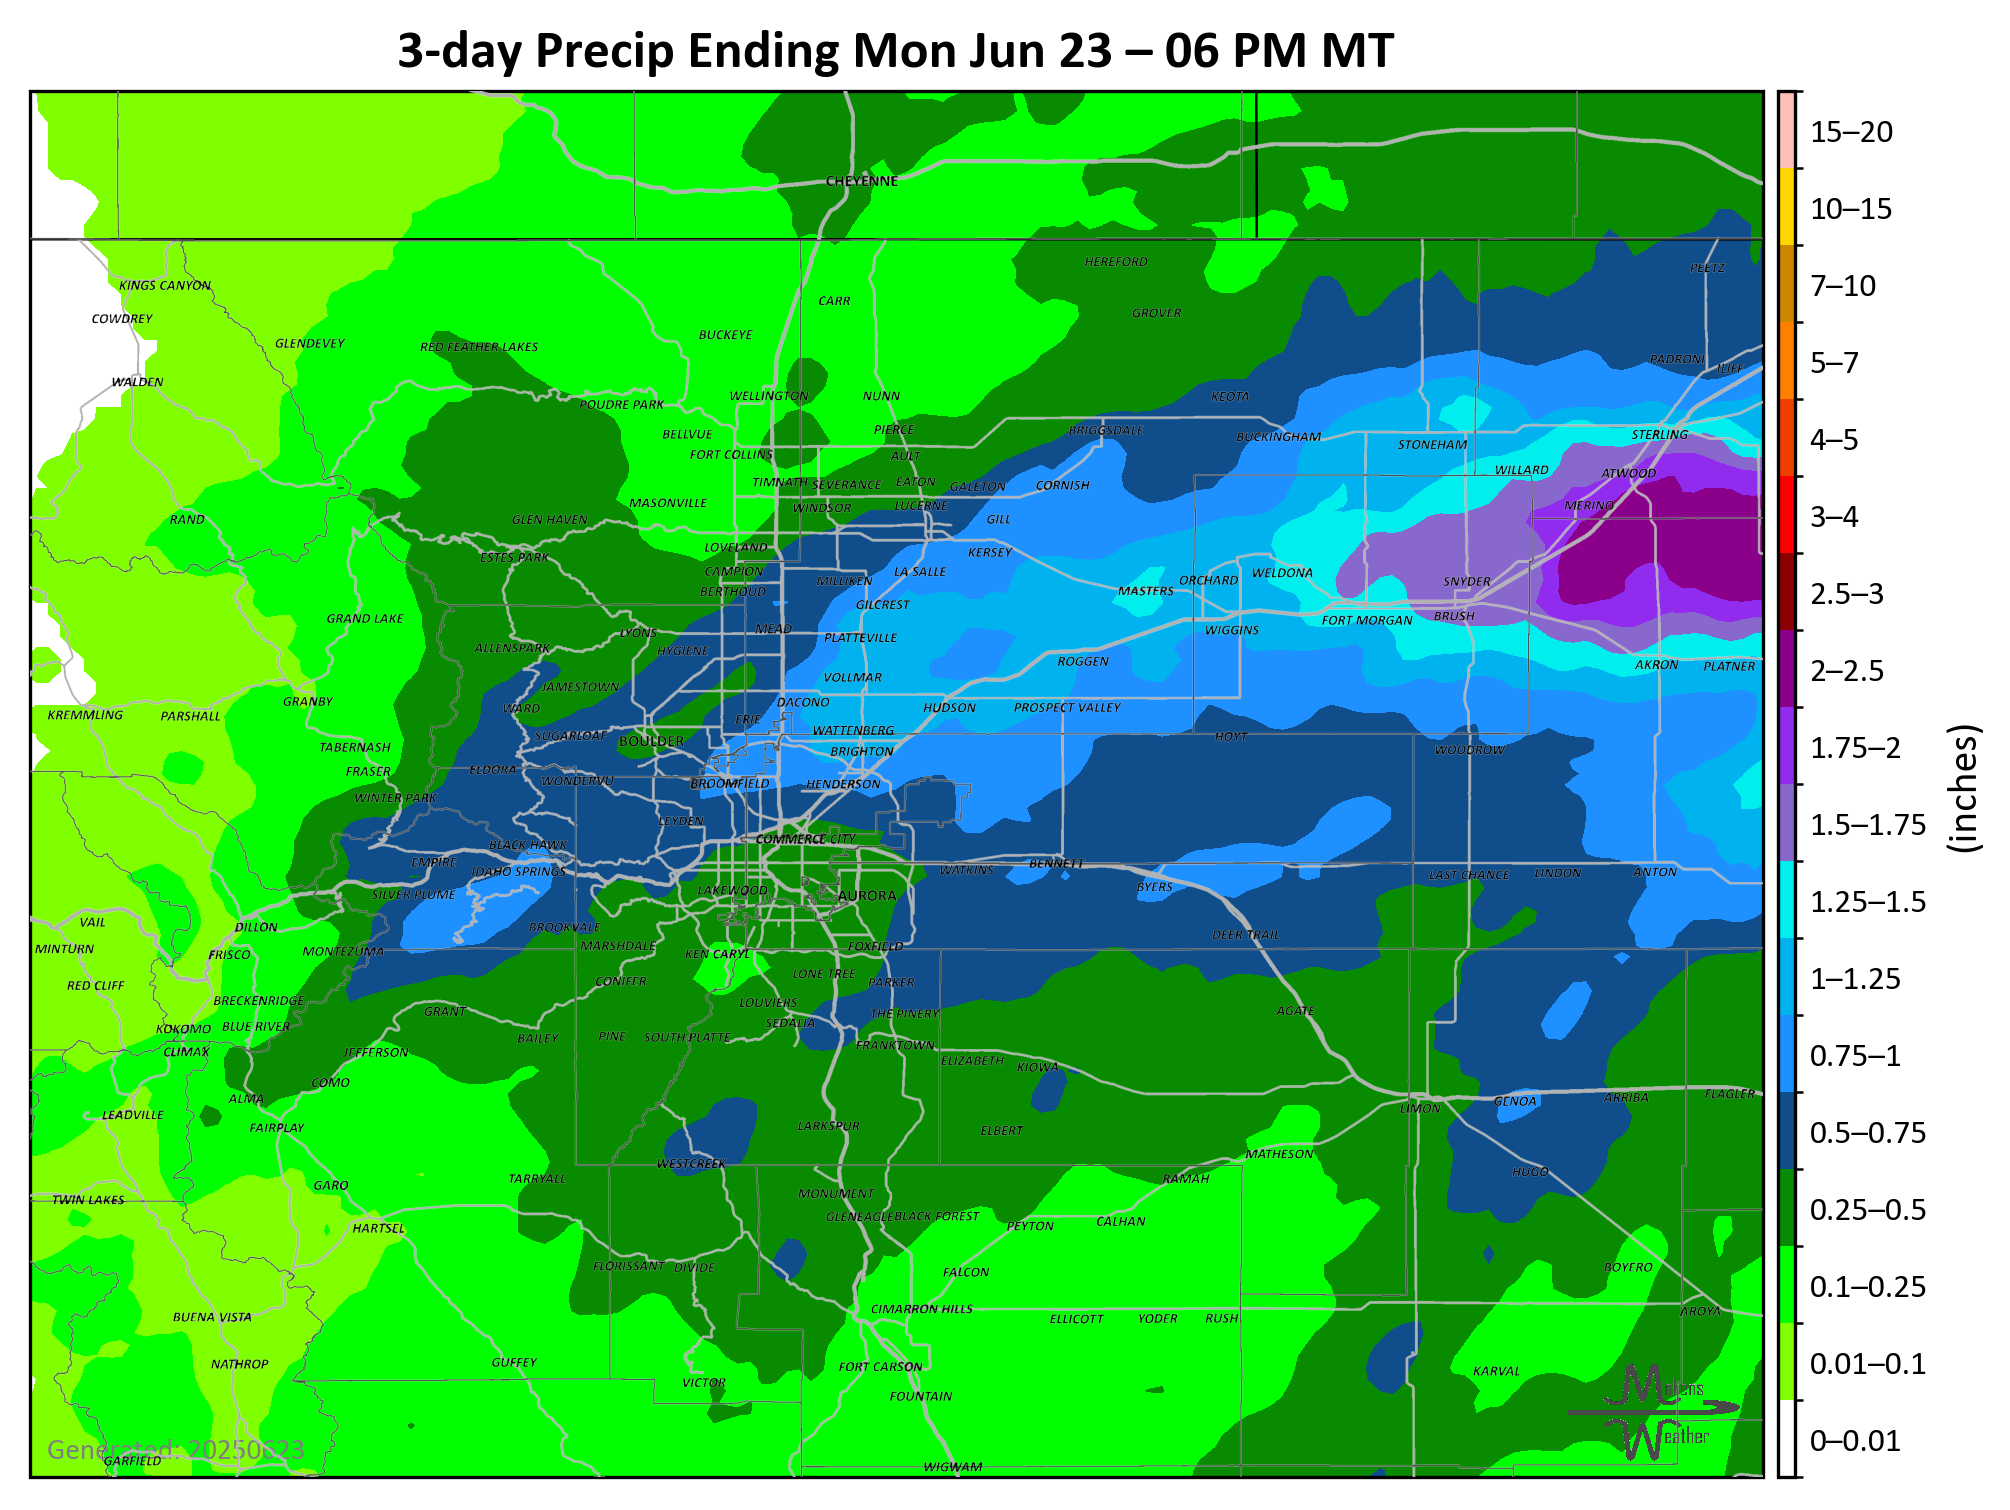 3-day Precip Ending Mon Jun 23 – 06 PM MT
CHEYENNE
HEREFORD
PEETZ
KINGS CANYON
CARR
GROVER
COWDREY
BUCKEYE
GLENDEVEY
RED FEATHER LAKES
PADRONI
ILIFF
WALDEN
POUDRE PARK
WELLINGTON
NUNN
KEOTA
BELLVUE
PIERCE
BRIGGSDALE
BUCKINGHAM
STONEHAM
STERLING
FORT COLLINS
AULT
WILLARD
ATWOOD
TIMNATH
SEVERANCE
EATON
GALETON
CORNISH
MASONVILLE
WINDSOR
LUCERNE
MERINO
RAND
GLEN HAVEN
GILL
ESTES PARK
LOVELAND
KERSEY
CAMPION
MILLIKEN
LA SALLE
ORCHARD
WELDONA
SNYDER
BERTHOUD
GILCREST
MASTERS
GRAND LAKE
LYONS
MEAD
PLATTEVILLE
WIGGINS
FORT MORGAN
BRUSH
ALLENSPARK
HYGIENE
ROGGEN
AKRON
PLATNER
JAMESTOWN
VOLLMAR
KREMMLING
PARSHALL
GRANBY
WARD
DACONO
HUDSON
PROSPECT VALLEY
ERIE
TABERNASH
SUGARLOAF
BOULDER
WATTENBERG
HOYT
WOODROW
FRASER
ELDORA
WONDERVU
BROOMFIELD
BRIGHTON
HENDERSON
WINTER PARK
LEYDEN
BLACK HAWK
COMMERCE CITY
EMPIRE
IDAHO SPRINGS
WATKINS
BENNETT
LAST CHANCE
LINDON
ANTON
SILVER PLUME
LAKEWOOD
AURORA
BYERS
VAIL
DILLON
BROOKVALE
DEER TRAIL
MINTURN
FRISCO
MONTEZUMA
MARSHDALE
KEN CARYL
FOXFIELD
RED CLIFF
CONIFER
LONE TREE
PARKER
BRECKENRIDGE
GRANT
LOUVIERS
THE PINERY
AGATE
KOKOMO
BLUE RIVER
BAILEY
PINE
SOUTH PLATTE
SEDALIA
FRANKTOWN
CLIMAX
JEFFERSON
ELIZABETH
KIOWA
COMO
ALMA
LEADVILLE
LIMON
GENOA
ARRIBA
FLAGLER
FAIRPLAY
LARKSPUR
ELBERT
WESTCREEK
MATHESON
HUGO
TWIN LAKES
GARO
TARRYALL
MONUMENT
RAMAH
HARTSEL
GLENEAGLE
BLACK FOREST
PEYTON
CALHAN
FLORISSANT
DIVIDE
FALCON
BOYERO
BUENA VISTA
CIMARRON HILLS
ELLICOTT
YODER
RUSH
AROYA
NATHROP
GUFFEY
VICTOR
FORT CARSON
KARVAL
FOUNTAIN
Generated: 20250623
GARFIELD
WIGWAM
Weather
15–20
10–15
7–10
5–7
4–5
3–4
2.5–3
2–2.5
1.75–2
1.5–1.75
1.25–1.5
1–1.25
0.75–1
0.5–0.75
0.25–0.5
0.1–0.25
0.01–0.1
0–0.01
(inches)